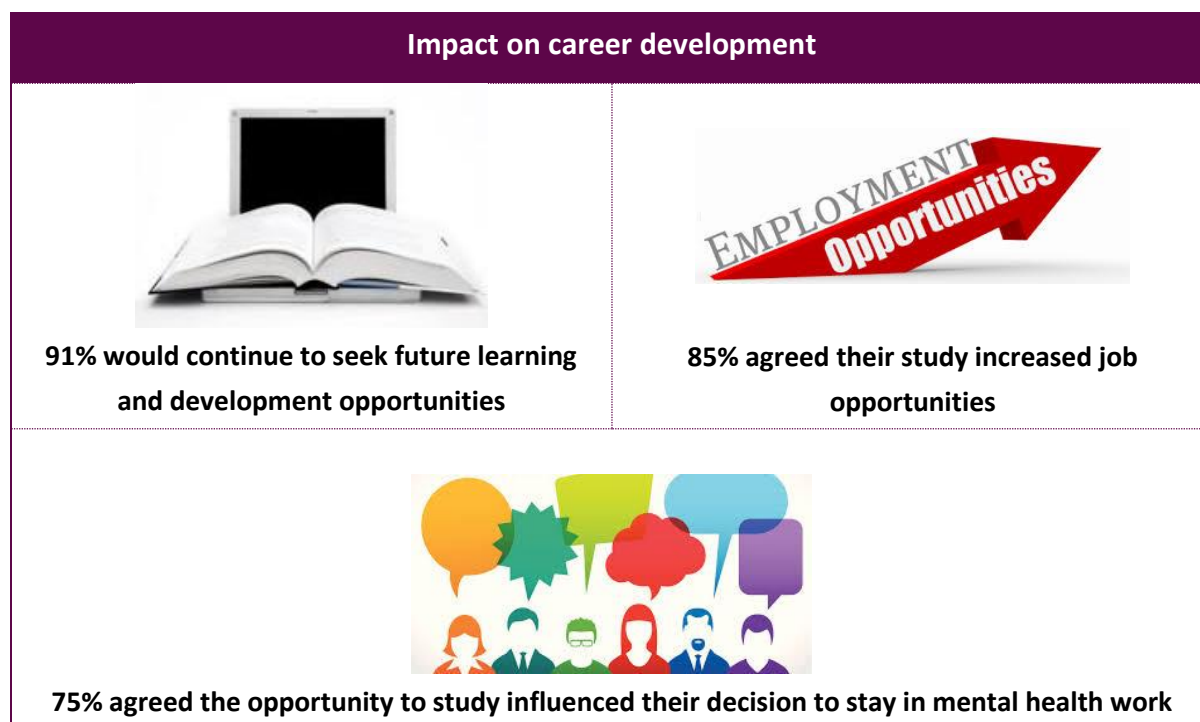 Impact on career development
EMPLOYMENT
Opportunities
91% would continue to seek future learning
and development opportunities
85% agreed their study increased job
opportunities
75% agreed the opportunity to study influenced their decision to stay in mental health work